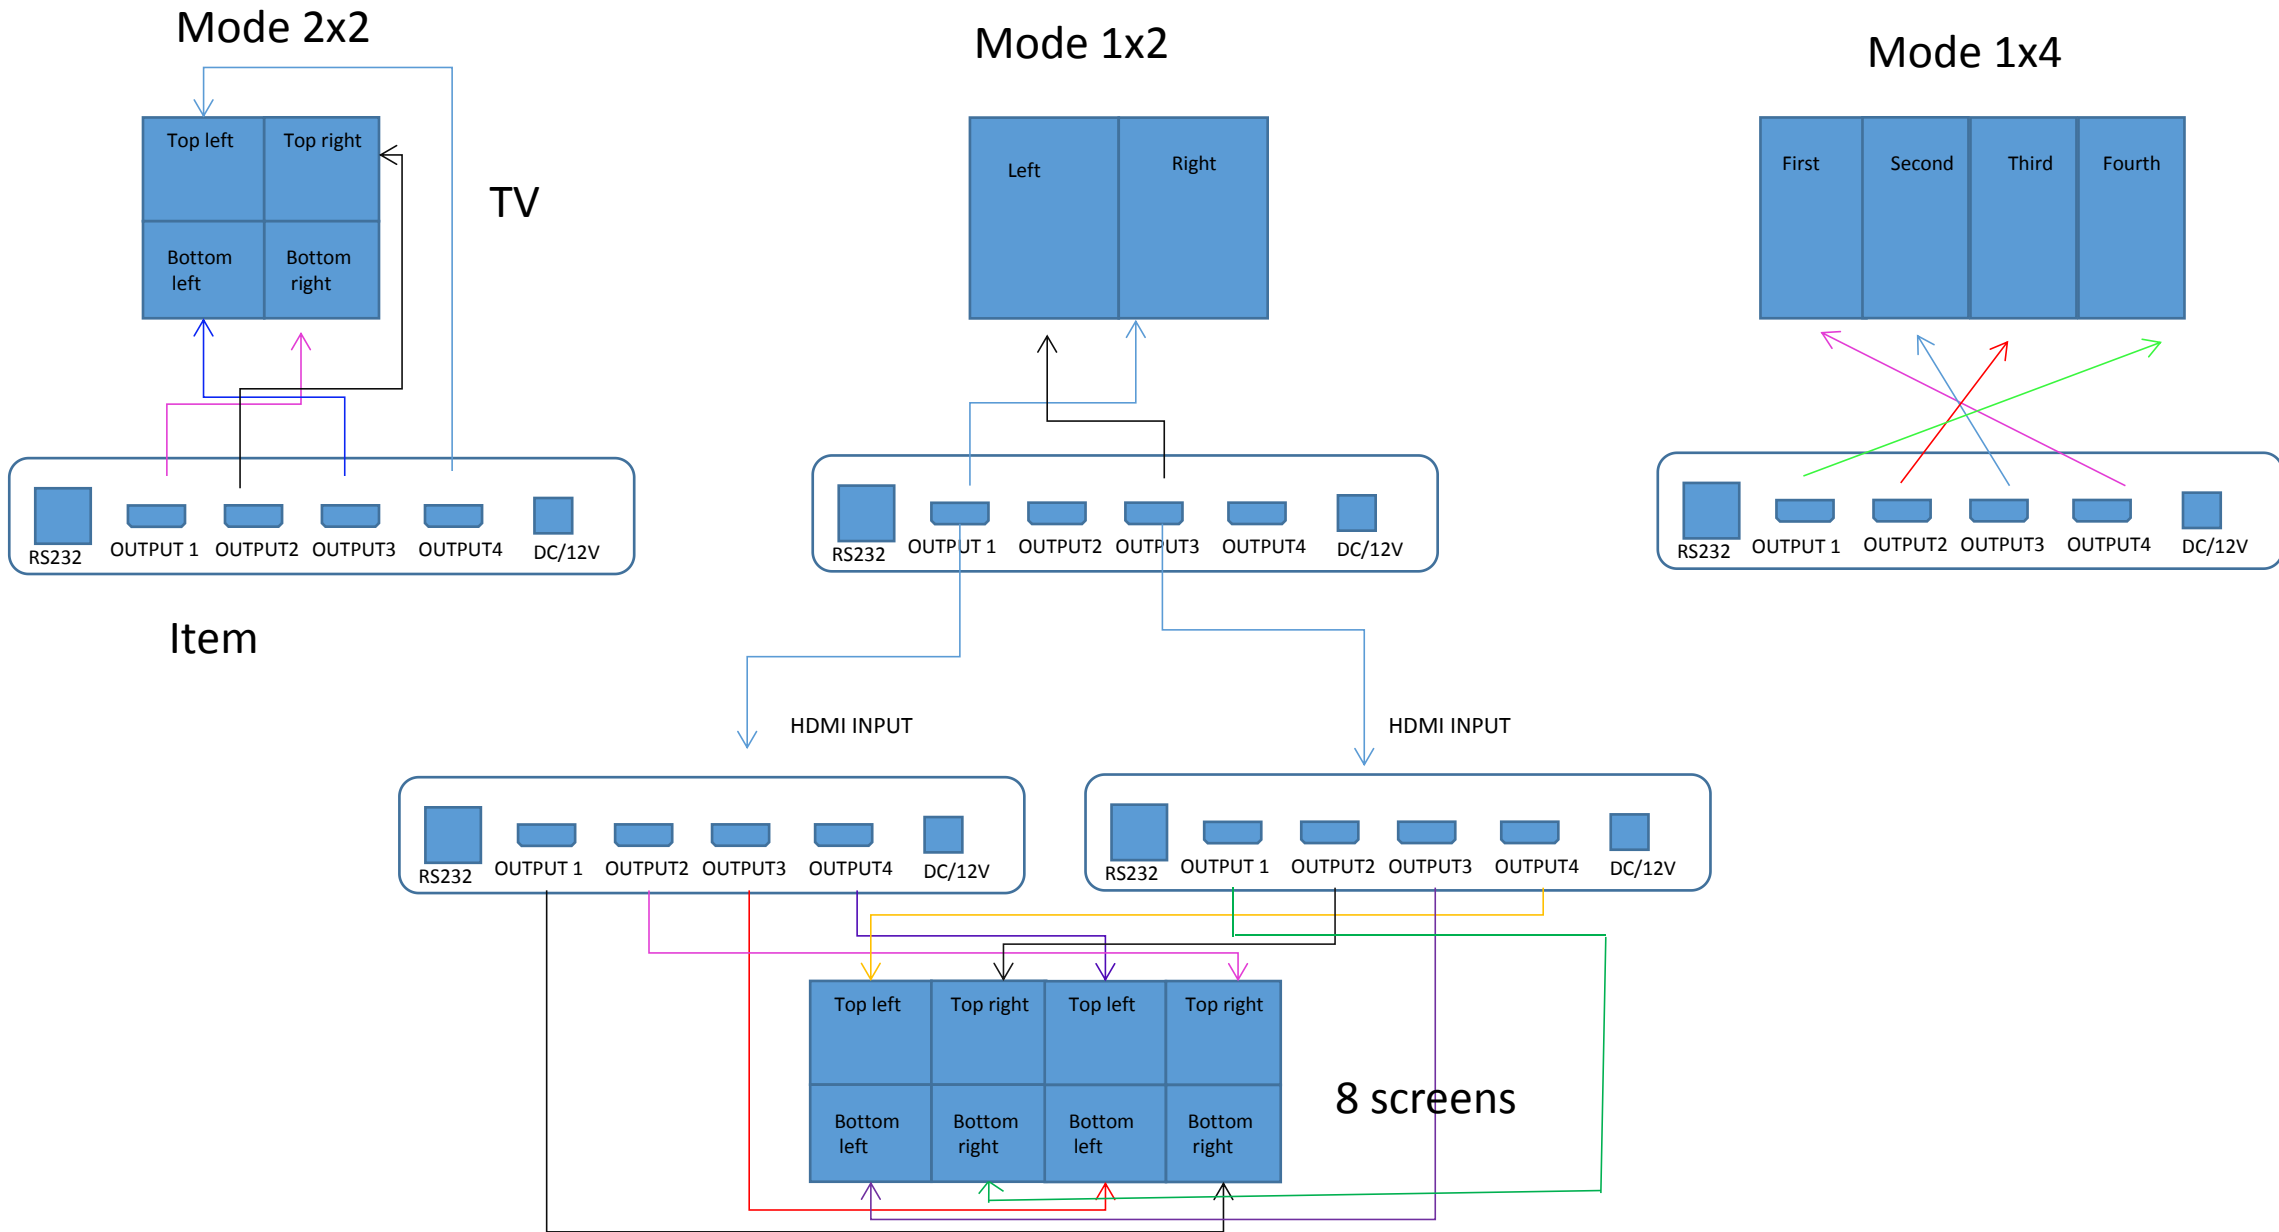 Mode 2x2
Mode 1x2
Mode 1x4
Top left
Top right
Bottom
left
Bottom
right
TV
Left
Right
First
Second
Third
Fourth
RS232
OUTPUT 1
OUTPUT2
OUTPUT3
OUTPUT4
DC/12V
RS232
OUTPUT 1
OUTPUT2
OUTPUT3
OUTPUT4
DC/12V
RS232
OUTPUT 1
OUTPUT2
OUTPUT3
OUTPUT4
DC/12V
Item
HDMI INPUT
HDMI INPUT
RS232
OUTPUT 1
OUTPUT2
OUTPUT3
OUTPUT4
DC/12V
RS232
OUTPUT 1
OUTPUT2
OUTPUT3
OUTPUT4
DC/12V
Top left
Top right
Top left
Top right
Bottom
left
Bottom
right
Bottom
left
Bottom
right
8 screens